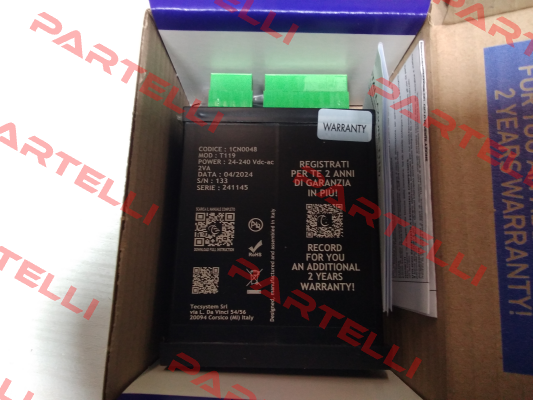 WARRANTY
CODICE : 1CN0048
MOD : T119
POWER : 24-240 Vdc-ac
2VA
DATA : 04/2024
S/N : 133
SERIE : 241145
REGISTRATI
PER TE 2 ANNI
DI GARANZIA
IN PIÙ!
RoHS
RECORD
FOR YOU
AN ADDITIONAL
2 YEARS
WARRANTY!
Designed, manufactured and assembled in Italy
Tecsystem Srl
via L. Da Vinci 54/56
20094 Corsico (MI) Italy
2 YEARS WARRANTY!
PARTELLI
PARTELLI
PARTELLI
PARTELLI
PARTELLI